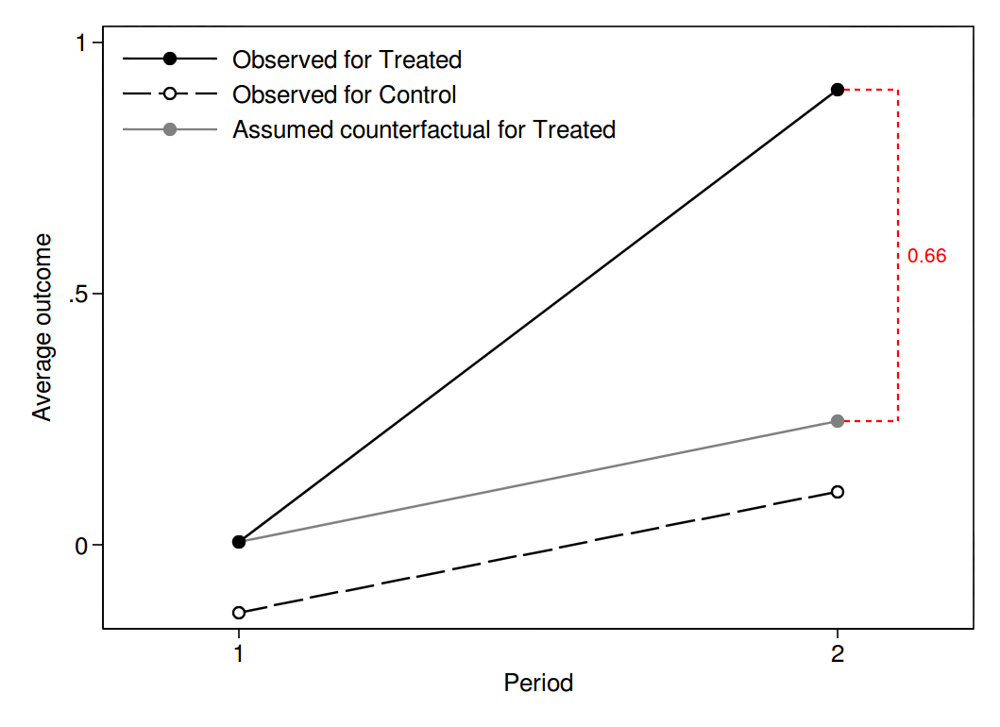 1
Observed for Treated
Observed for Control
Assumed counterfactual for Treated
0.66
.5
Average outcome
0
1
2
Period